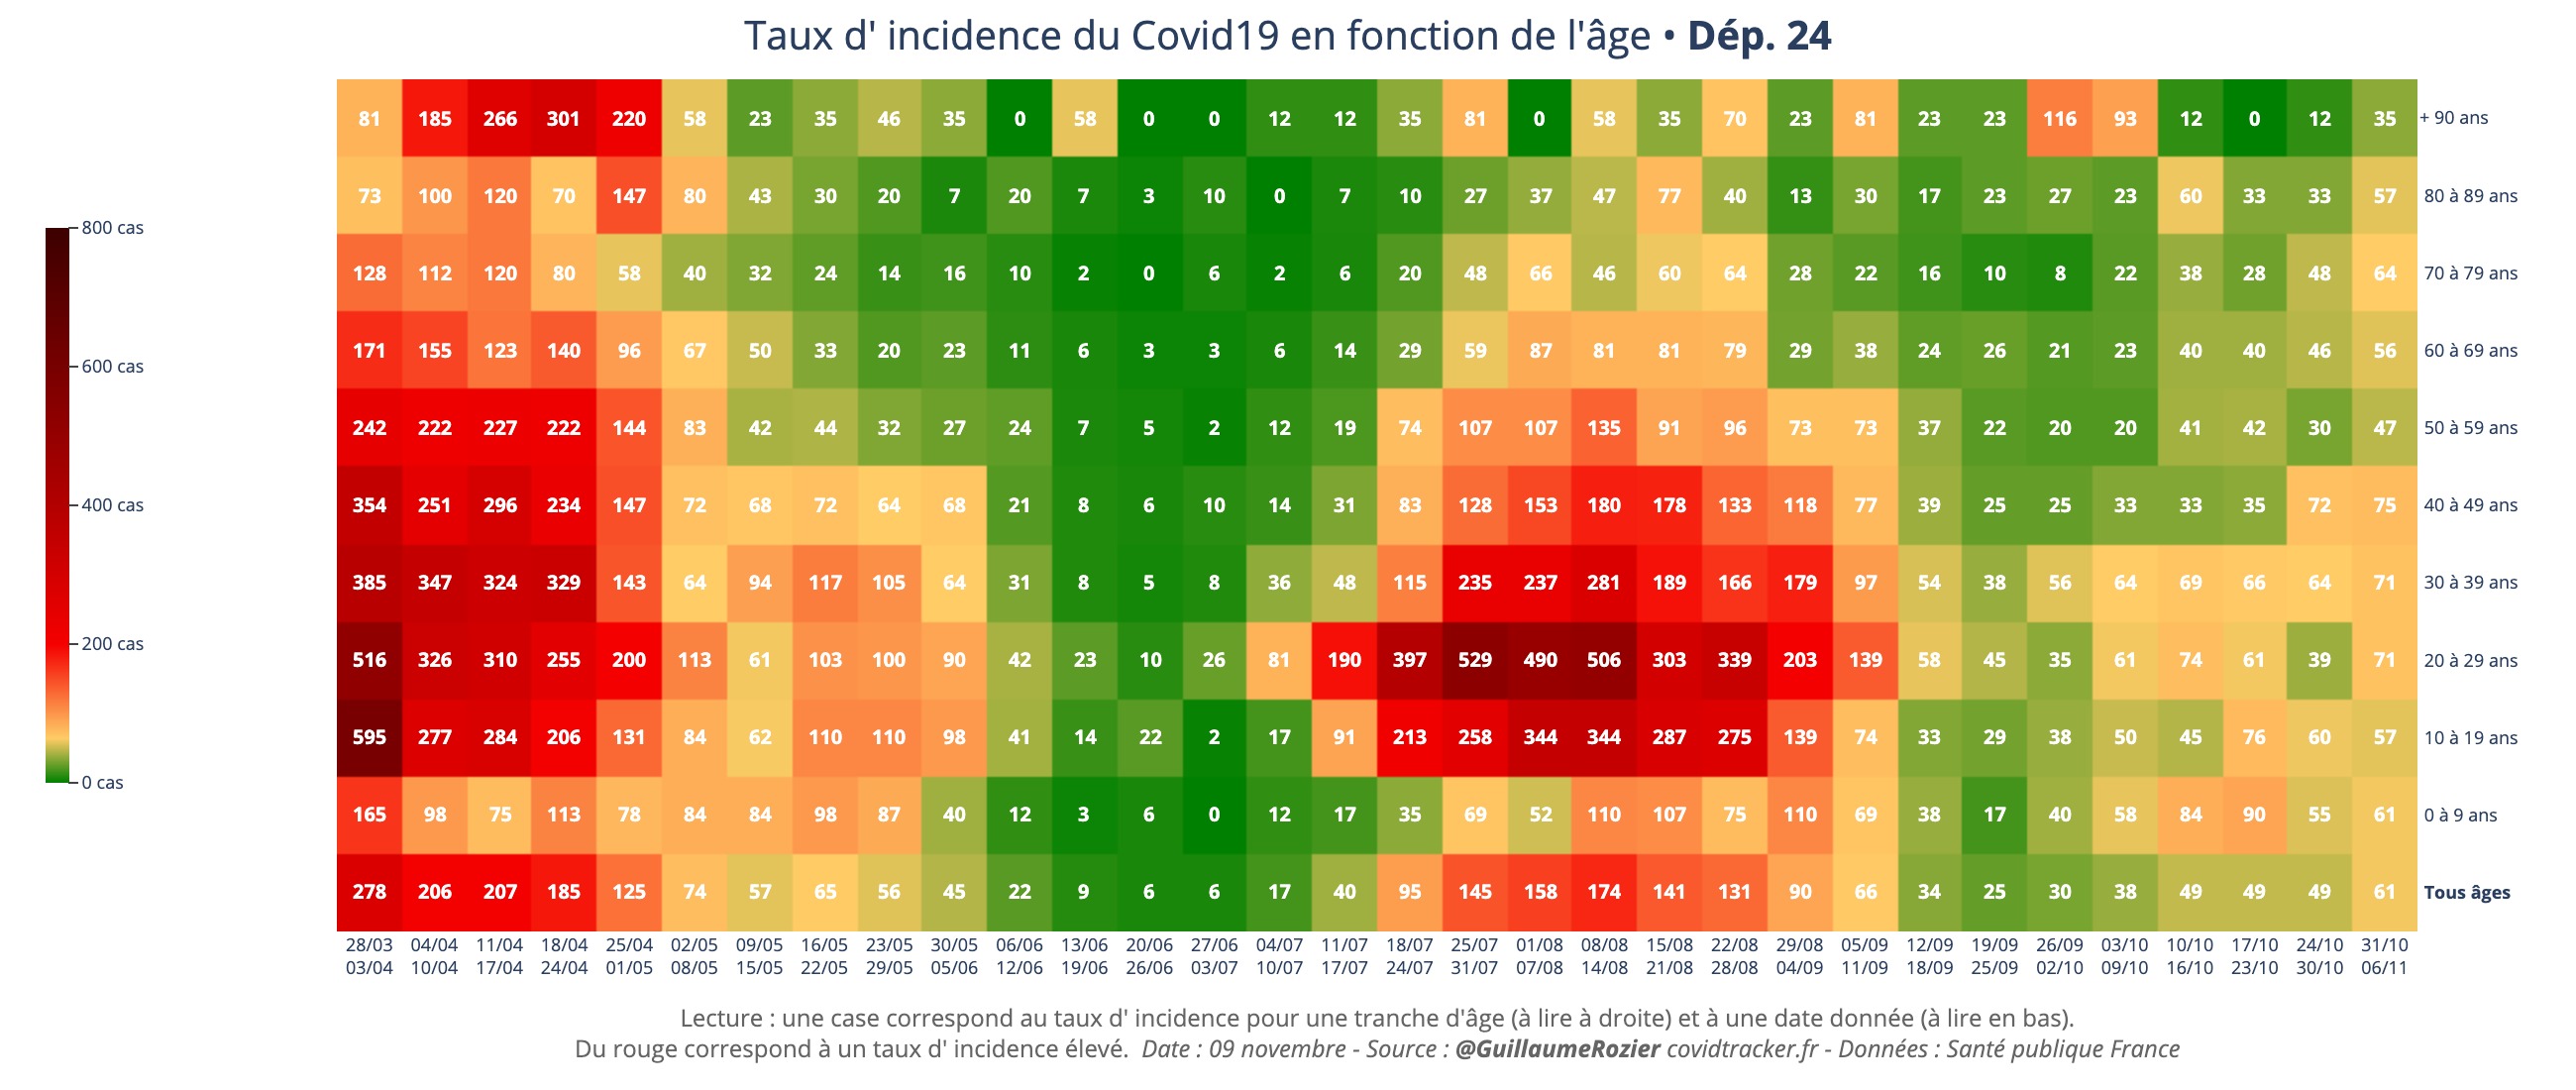 Taux d' incidence du Covid19 en fonction de l'âge • Dép. 24
800 cas
600 cas
400 cas
200 cas
0 cas
81 185 266 301 220 58 23 35 46 35 0 58 0 0 12 12 35 81 0 58 35 70 23 81 23 23 116 93 12 0 12 35 + 90 ans
73 100 120 70 147 80 43 30 20 7 20 7 3 10 0 7 10 27 37 47 77 40 13 30 17 23 27 23 60 33 33 57 80 à 89 ans
128 112 120 80 58 40 32 24 14 16 10 2 0 6 2 6 20 48 66 46 60 64 28 22 16 10 8 22 38 28 48 64 70 à 79 ans
171 155 123 140 96 67 50 33 20 23 11 6 3 3 6 14 29 59 87 81 81 79 29 38 24 26 21 23 40 40 46 56 60 à 69 ans
242 222 227 222 144 83 42 44 32 27 24 7 5 2 12 19 74 107 107 135 91 96 73 73 37 22 20 20 41 42 30 47 50 à 59 ans
354 251 296 234 147 72 68 72 64 68 21 8 6 10 14 31 83 128 153 180 178 133 118 77 39 25 25 33 33 35 72 75 40 à 49 ans
385 347 324 329 143 64 94 117 105 64 31 8 5 8 36 48 115 235 237 281 189 166 179 97 54 38 56 64 69 66 64 71 30 à 39 ans
516 326 310 255 200 113 61 103 100 90 42 23 10 26 81 190 397 529 490 506 303 339 203 139 58 45 35 61 74 61 39 71 20 à 29 ans
595 277 284 206 131 84 62 110 110 98 41 14 22 2 17 91 213 258 344 344 287 275 139 74 33 29 38 50 45 76 60 57 10 à 19 ans
165 98 75 113 78 84 84 98 87 40 12 3 6 0 12 17 35 69 52 110 107 75 110 69 38 17 40 58 84 90 55 61 0 à 9 ans
278 206 207 185 125 74 57 65 56 45 22 9 6 6 17 40 95 145 158 174 141 131 90 66 34 25 30 38 49 49 49 61 Tous âges
28/03 04/04 11/04 18/04 25/04 02/05 09/05 16/05 23/05 30/05 06/06 13/06 20/06 27/06 04/07 11/07 18/07 25/07 01/08 08/08 15/08 22/08 29/08 05/09 12/09 19/09 26/09 03/10 10/10 17/10 24/10 31/10
03/04 10/04 17/04 24/04 01/05 08/05 15/05 22/05 29/05 05/06 12/06 19/06 26/06 03/07 10/07 17/07 24/07 31/07 07/08 14/08 21/08 28/08 04/09 11/09 18/09 25/09 02/10 09/10 16/10 23/10 30/10 06/11
Lecture : une case correspond au taux d' incidence pour une tranche d'âge (à lire à droite) et à une date donnée (à lire en bas).
Du rouge correspond à un taux d' incidence élevé. Date : 09 novembre - Source : @GuillaumeRozier covidtracker.fr - Données : Santé publique France